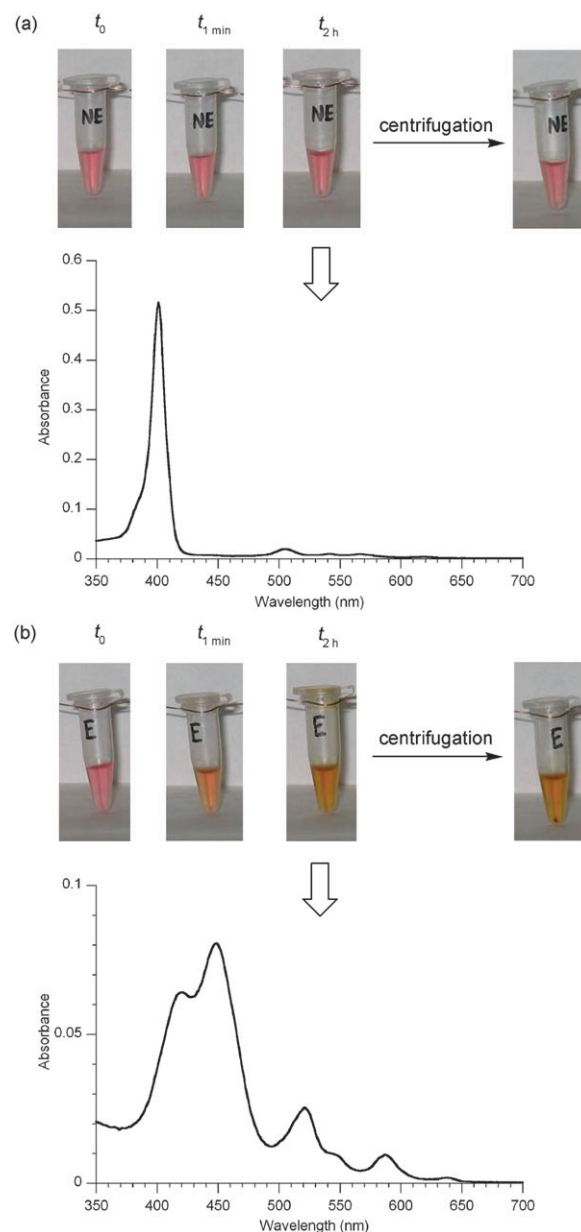 (a)
t0 t1 min t2 h
NE NE NE centrifugation NE
0.6
0.5
0.4
0.3
0.2
0.1
0
Absorbance
350 400 450 500 550 600 650 700
Wavelength (nm)
(b)
t0 t1 min t2 h
E E E centrifugation E
0.1
0.05
0
Absorbance
350 400 450 500 550 600 650 700
Wavelength (nm)